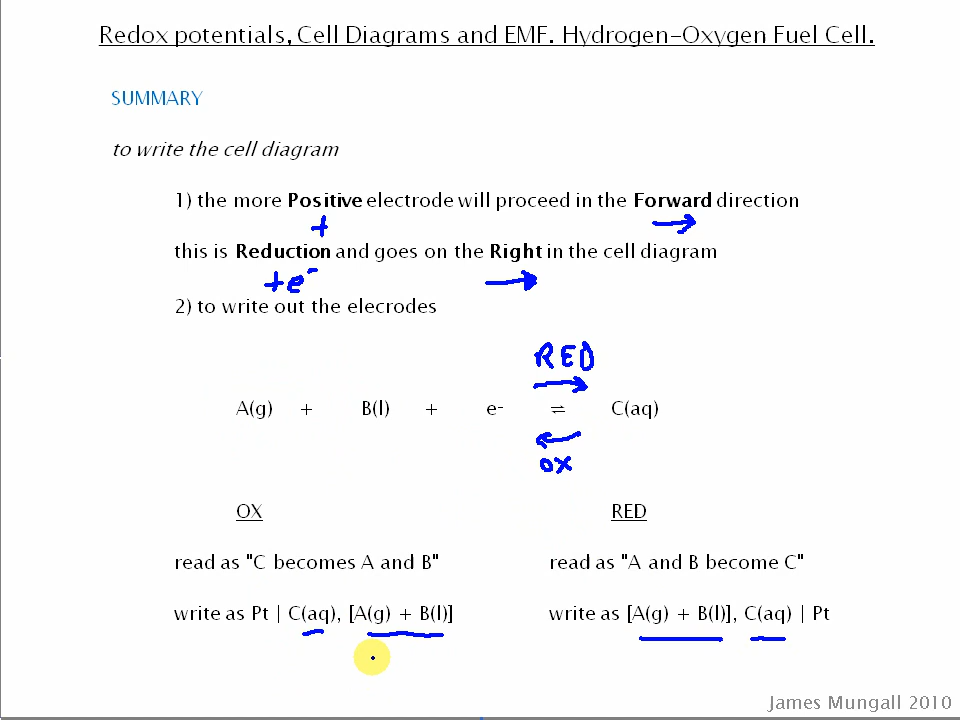 Redox potentials, Cell Diagrams and EMF. Hydrogen-Oxygen Fuel Cell.
SUMMARY
to write the cell diagram
1) the more Positive electrode will proceed in the Forward direction
+ →
this is Reduction and goes on the Right in the cell diagram
+e⁻ →
2) to write out the elecrodes
RED
→
A(g) + B(l) + e⁻ ⇌ C(aq)
←
OX
OX RED
read as "C becomes A and B" read as "A and B become C"
write as Pt | C(aq), [A(g) + B(l)] write as [A(g) + B(l)], C(aq) | Pt
James Mungall 2010